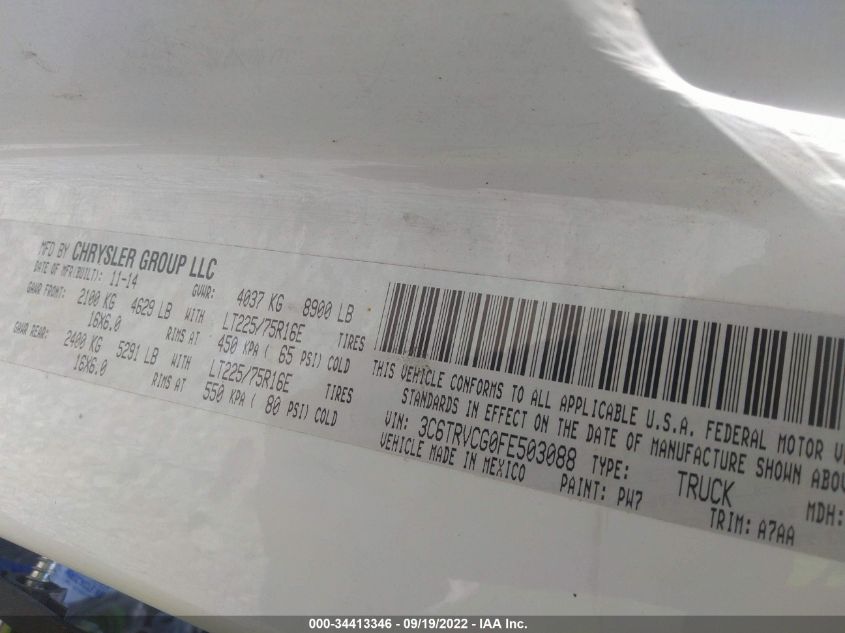 MFD BY CHRYSLER GROUP LLC
DATE OF MFR(BUILT): 11-14 GVWR: 4037 KG 8900 LB
GAWR FRONT: 2100 KG 4629 LB WITH LT225/75R16E TIRES
16X6.0 RIMS AT 450 KPA ( 65 PSI) COLD
GAWR REAR: 2400 KG 5291 LB WITH LT225/75R16E TIRES
16X6.0 RIMS AT 550 KPA ( 80 PSI) COLD
THIS VEHICLE CONFORMS TO ALL APPLICABLE U.S.A. FEDERAL MOTOR VE
STANDARDS IN EFFECT ON THE DATE OF MANUFACTURE SHOWN ABOV
VIN: 3C6TRVCG0FE503088 TYPE: TRUCK MDH:
VEHICLE MADE IN MEXICO PAINT: PW7 TRIM: A7AA
000-34413346 - 09/19/2022 - IAA Inc.